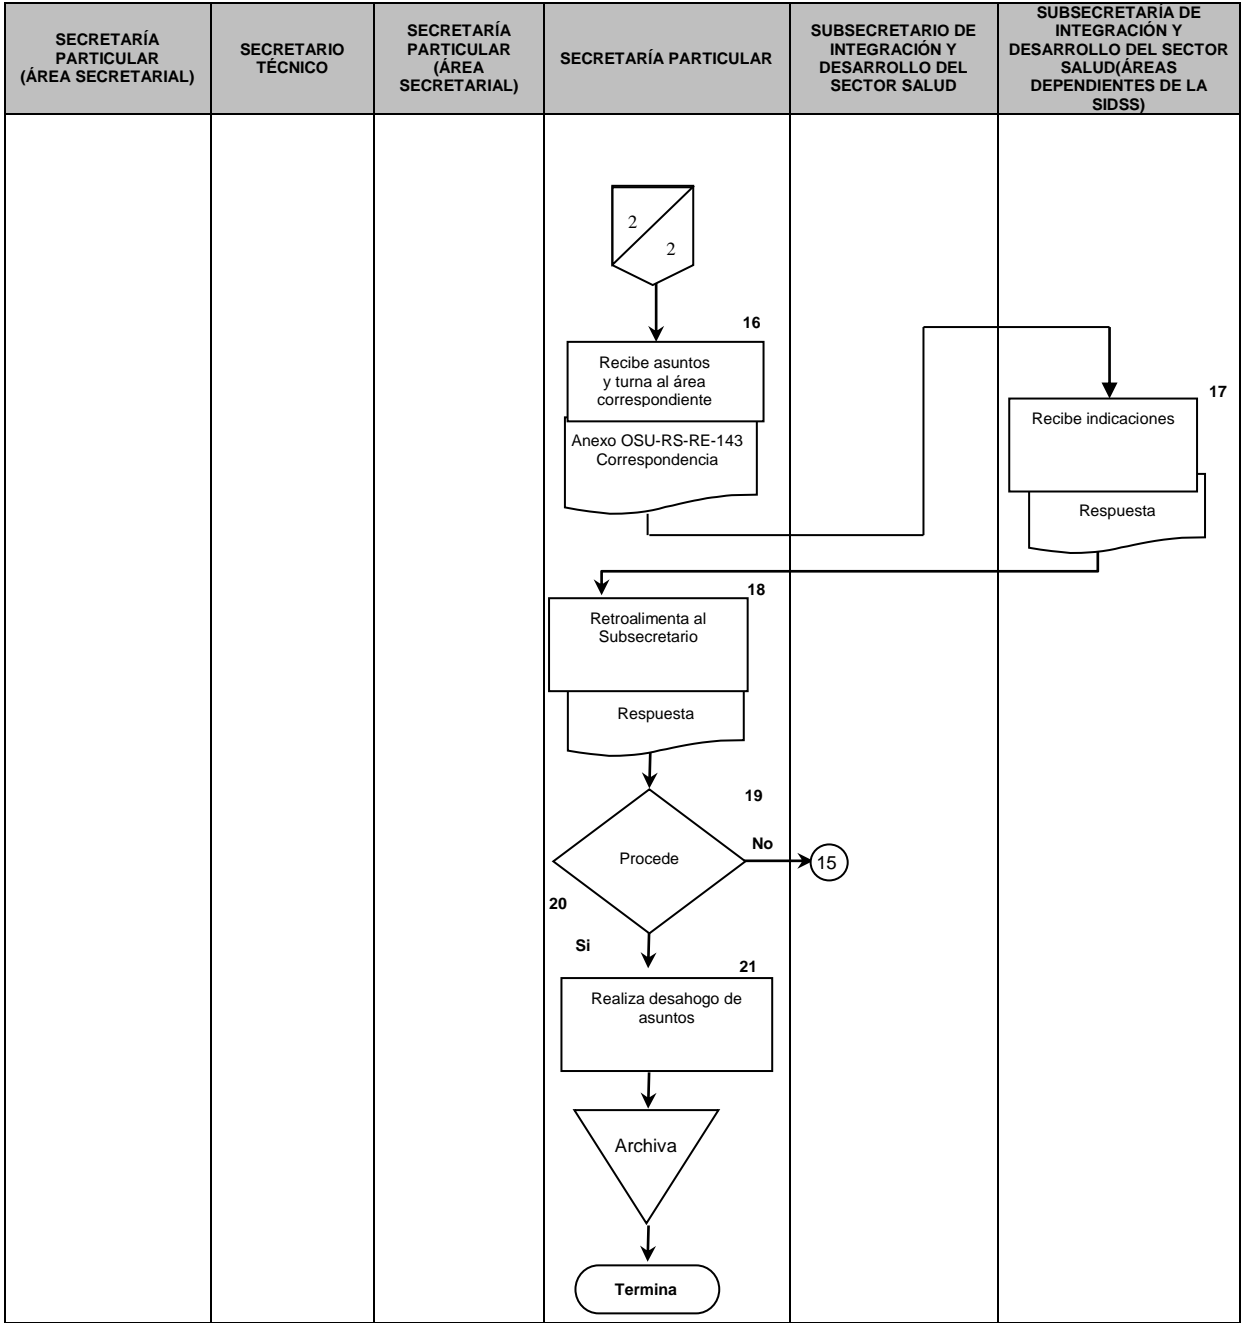 SECRETARÍA
PARTICULAR
(ÁREA SECRETARIAL)
SECRETARIO
TÉCNICO
SECRETARÍA
PARTICULAR
(ÁREA
SECRETARIAL)
SECRETARÍA PARTICULAR
SUBSECRETARIO DE
INTEGRACIÓN Y
DESARROLLO DEL
SECTOR SALUD
SUBSECRETARÍA DE
INTEGRACIÓN Y
DESARROLLO DEL SECTOR
SALUD(ÁREAS
DEPENDIENTES DE LA
SIDSS)
2
2
16
Recibe asuntos
y turna al área
correspondiente
Anexo OSU-RS-RE-143
Correspondencia
17
Recibe indicaciones
Respuesta
18
Retroalimenta al
Subsecretario
Respuesta
19
Procede
No
15
20
Si
21
Realiza desahogo de
asuntos
Archiva
Termina